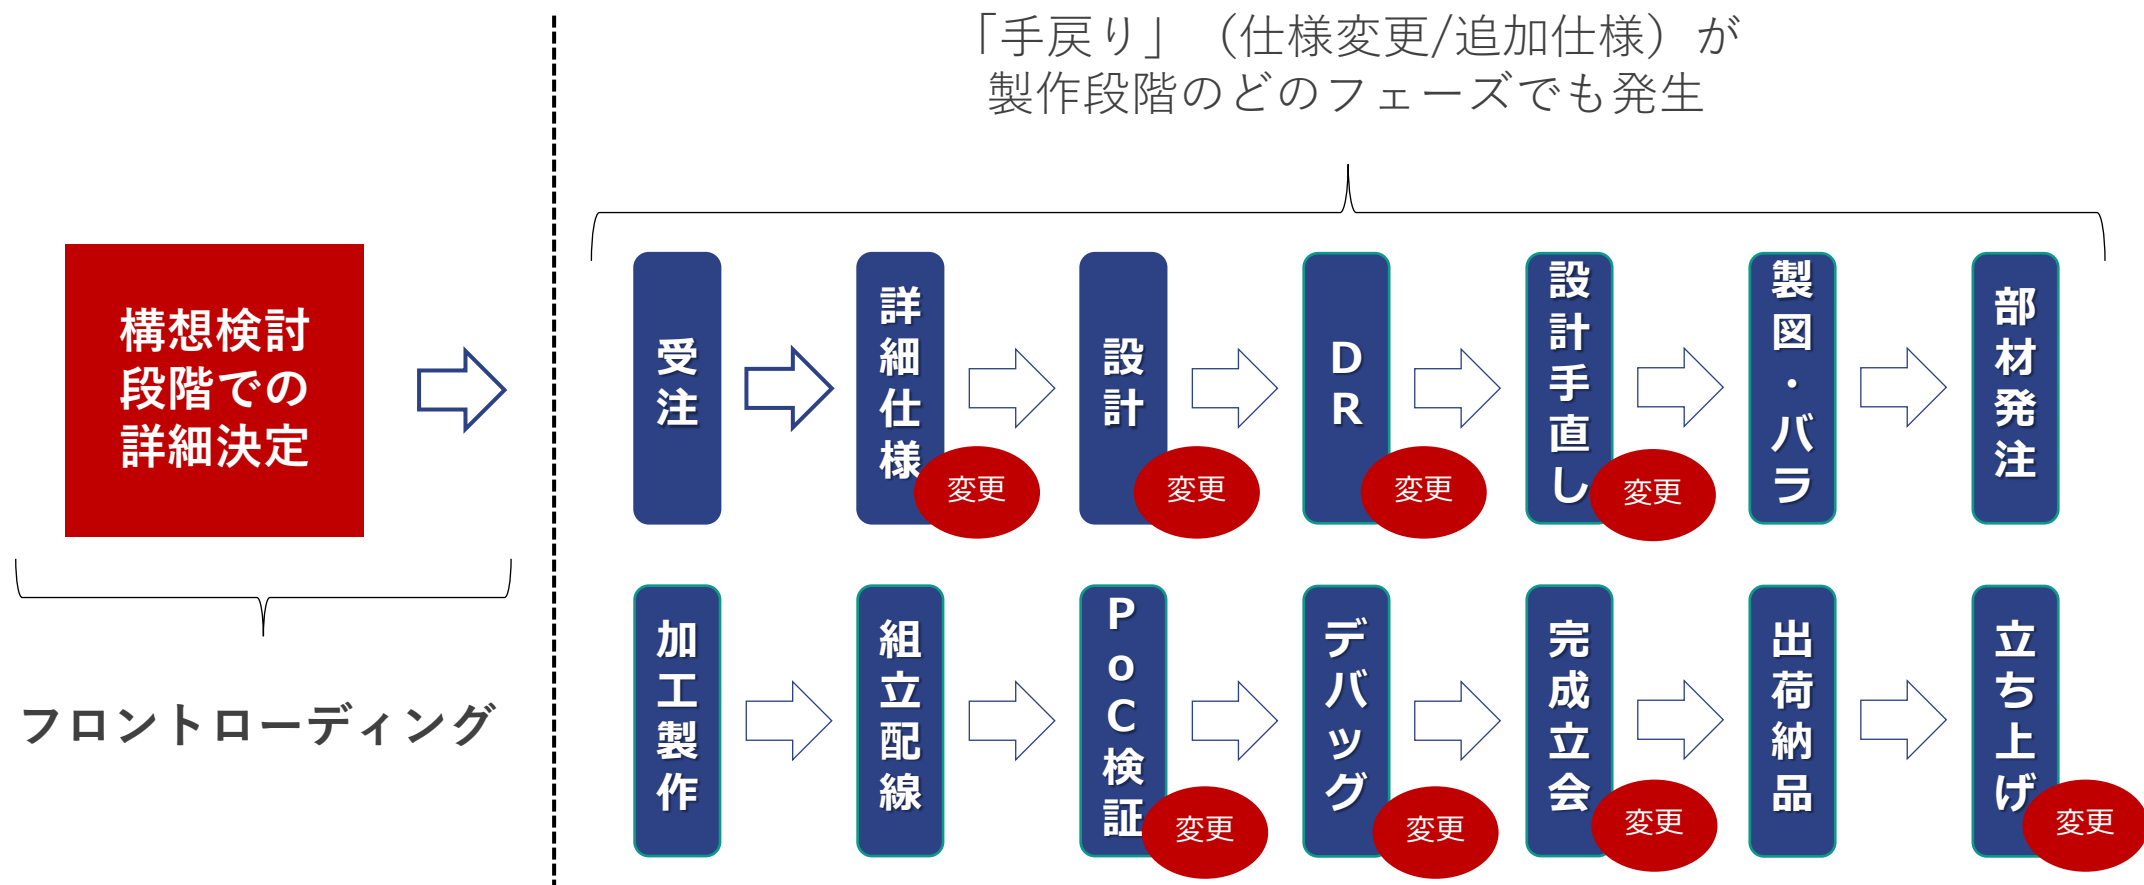 「手戻り」（仕様変更/追加仕様）が
製作段階のどのフェーズでも発生
構想検討
段階での
詳細決定
フロントローディング
受注
詳細仕様
変更
設計
変更
DR
変更
設計手直し
変更
製図・バラ
部材発注
加工製作
組立配線
PoC検証
変更
デバッグ
変更
完成立会
変更
出荷納品
立ち上げ
変更